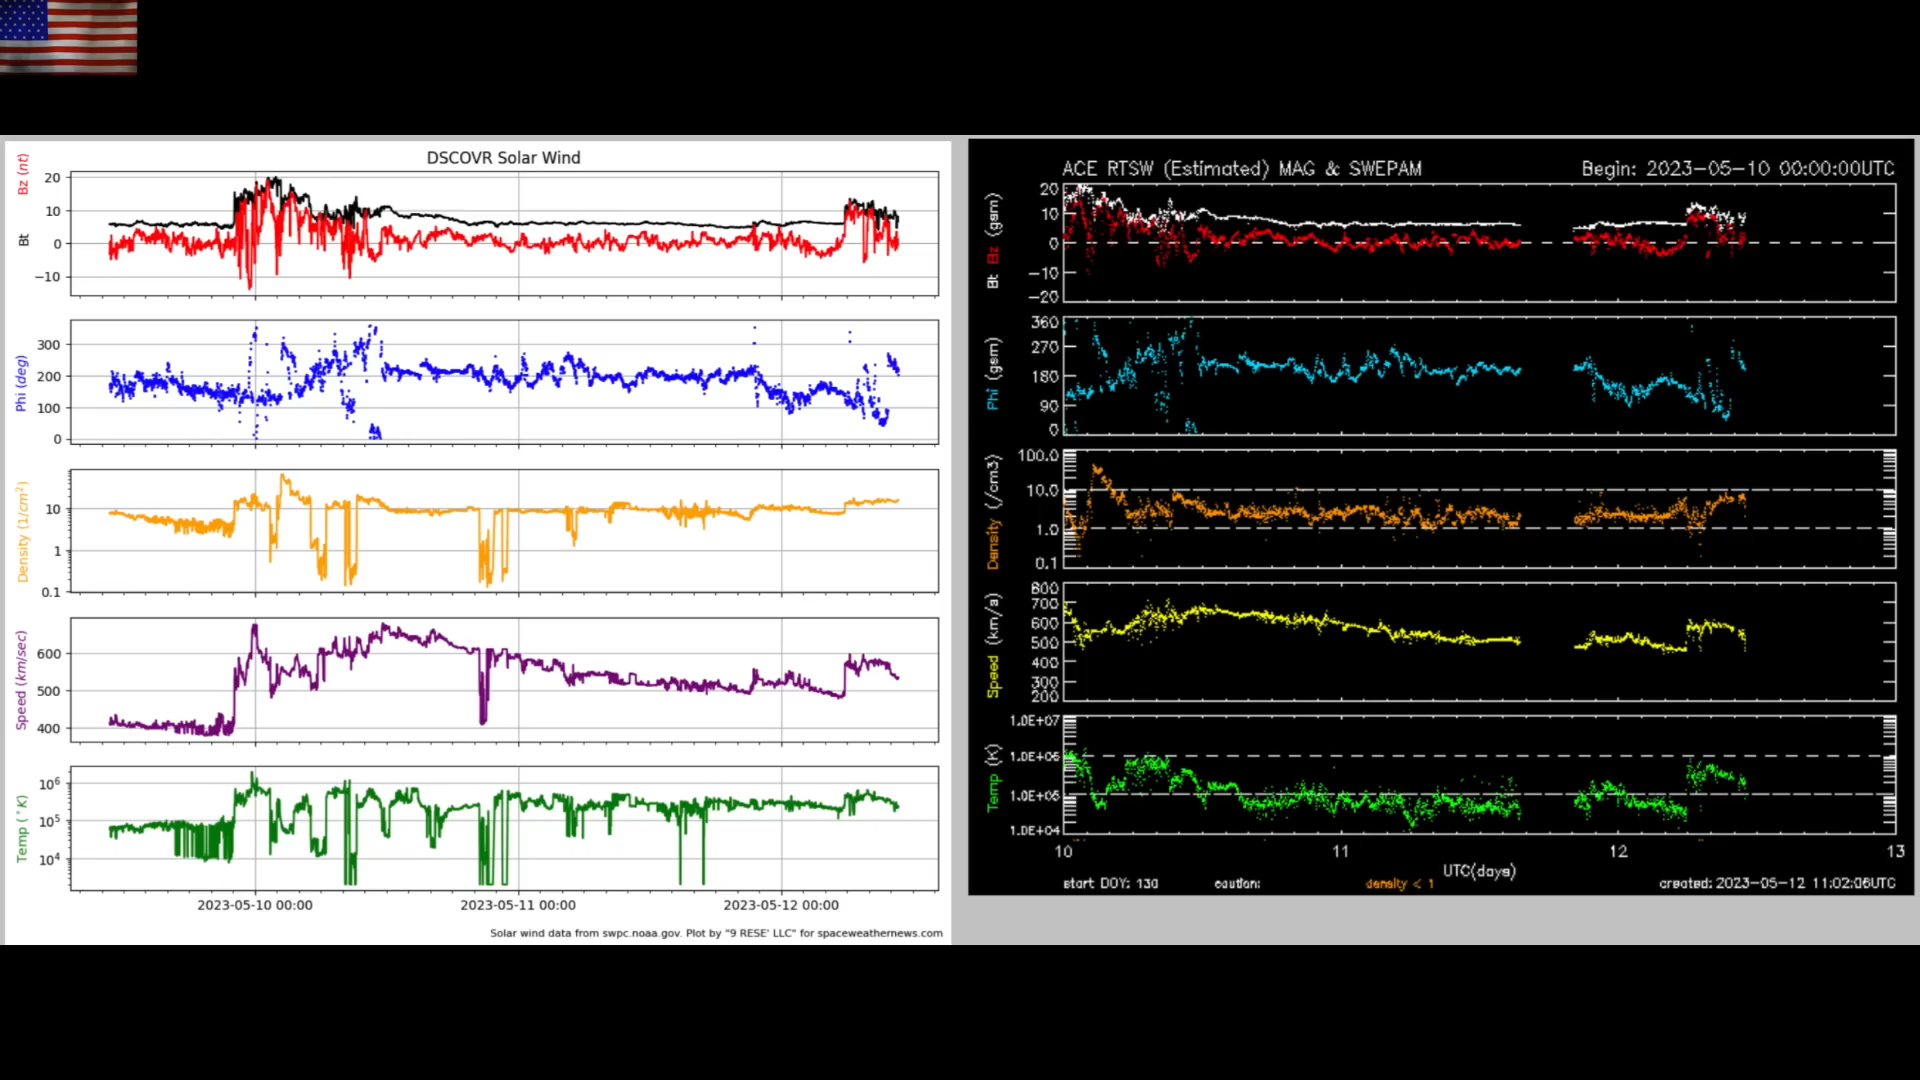 DSCOVR Solar Wind
Bz (nt)
Bt
20
10
0
−10
Phi (deg)
300
200
100
0
Density (1/cm²)
10
1
0.1
Speed (km/sec)
600
500
400
Temp (°K)
10⁶
10⁵
10⁴
2023-05-10 00:00
2023-05-11 00:00
2023-05-12 00:00
Solar wind data from swpc.noaa.gov. Plot by "9 RESE' LLC" for spaceweathernews.com
ACE RTSW (Estimated) MAG & SWEPAM
Begin: 2023-05-10 00:00:00UTC
Bt Bz (gsm)
20
10
0
-10
-20
Phi (gsm)
360
270
180
90
0
Density (/cm3)
100.0
10.0
1.0
0.1
Speed (km/s)
800
700
600
500
400
300
200
Temp (K)
1.0E+07
1.0E+06
1.0E+05
1.0E+04
10
11
12
13
UTC(days)
start DOY: 130
caution:
density < 1
created: 2023-05-12 11:02:06UTC